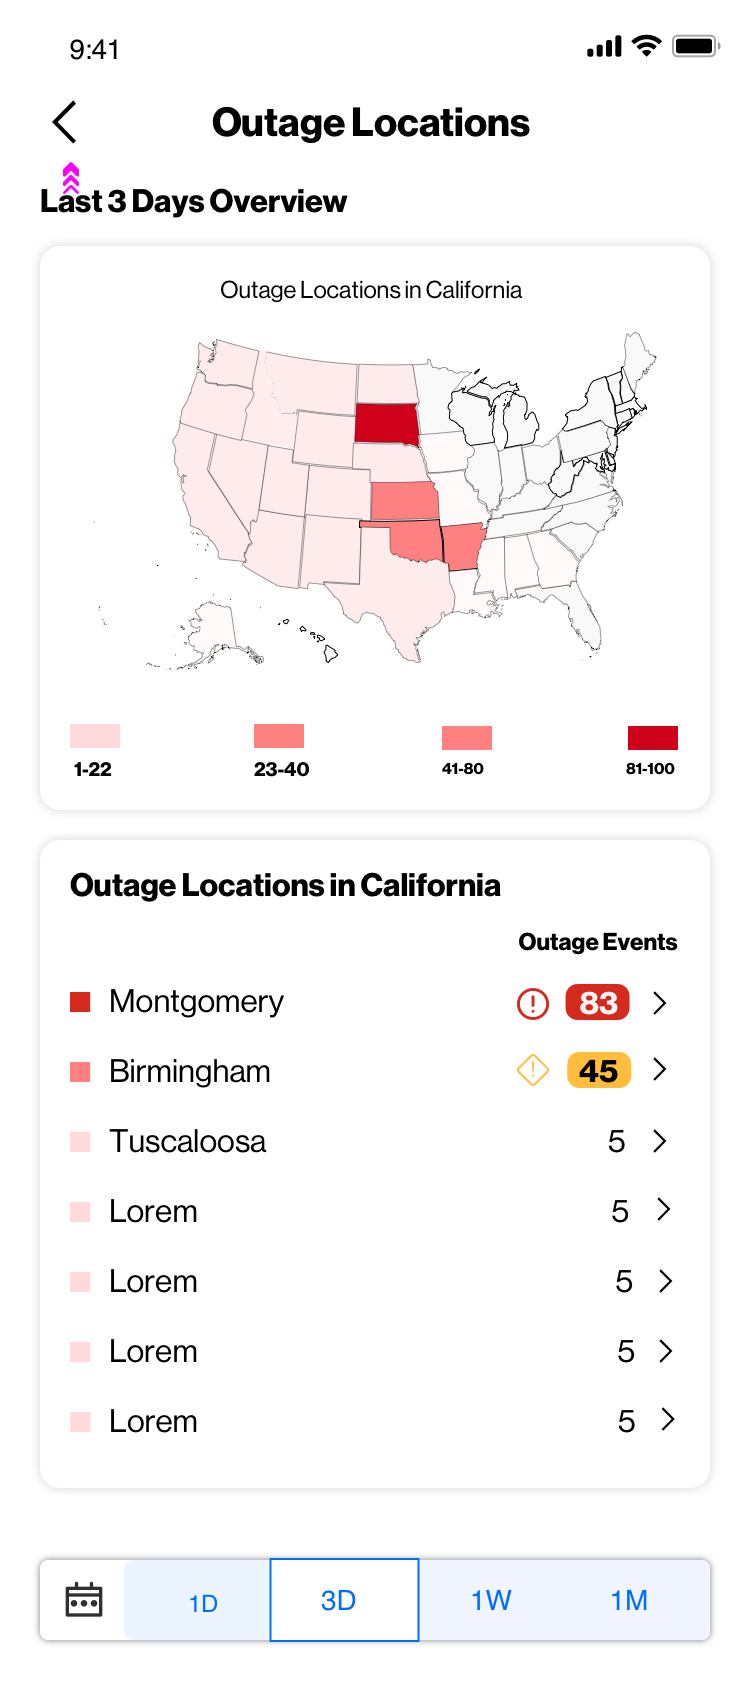 9:41
Outage Locations
Last 3 Days Overview
Outage Locations in California
1-22 23-40 41-80 81-100
Outage Locations in California
Outage Events
Montgomery 83
Birmingham 45
Tuscaloosa 5
Lorem 5
Lorem 5
Lorem 5
Lorem 5
1D 3D 1W 1M